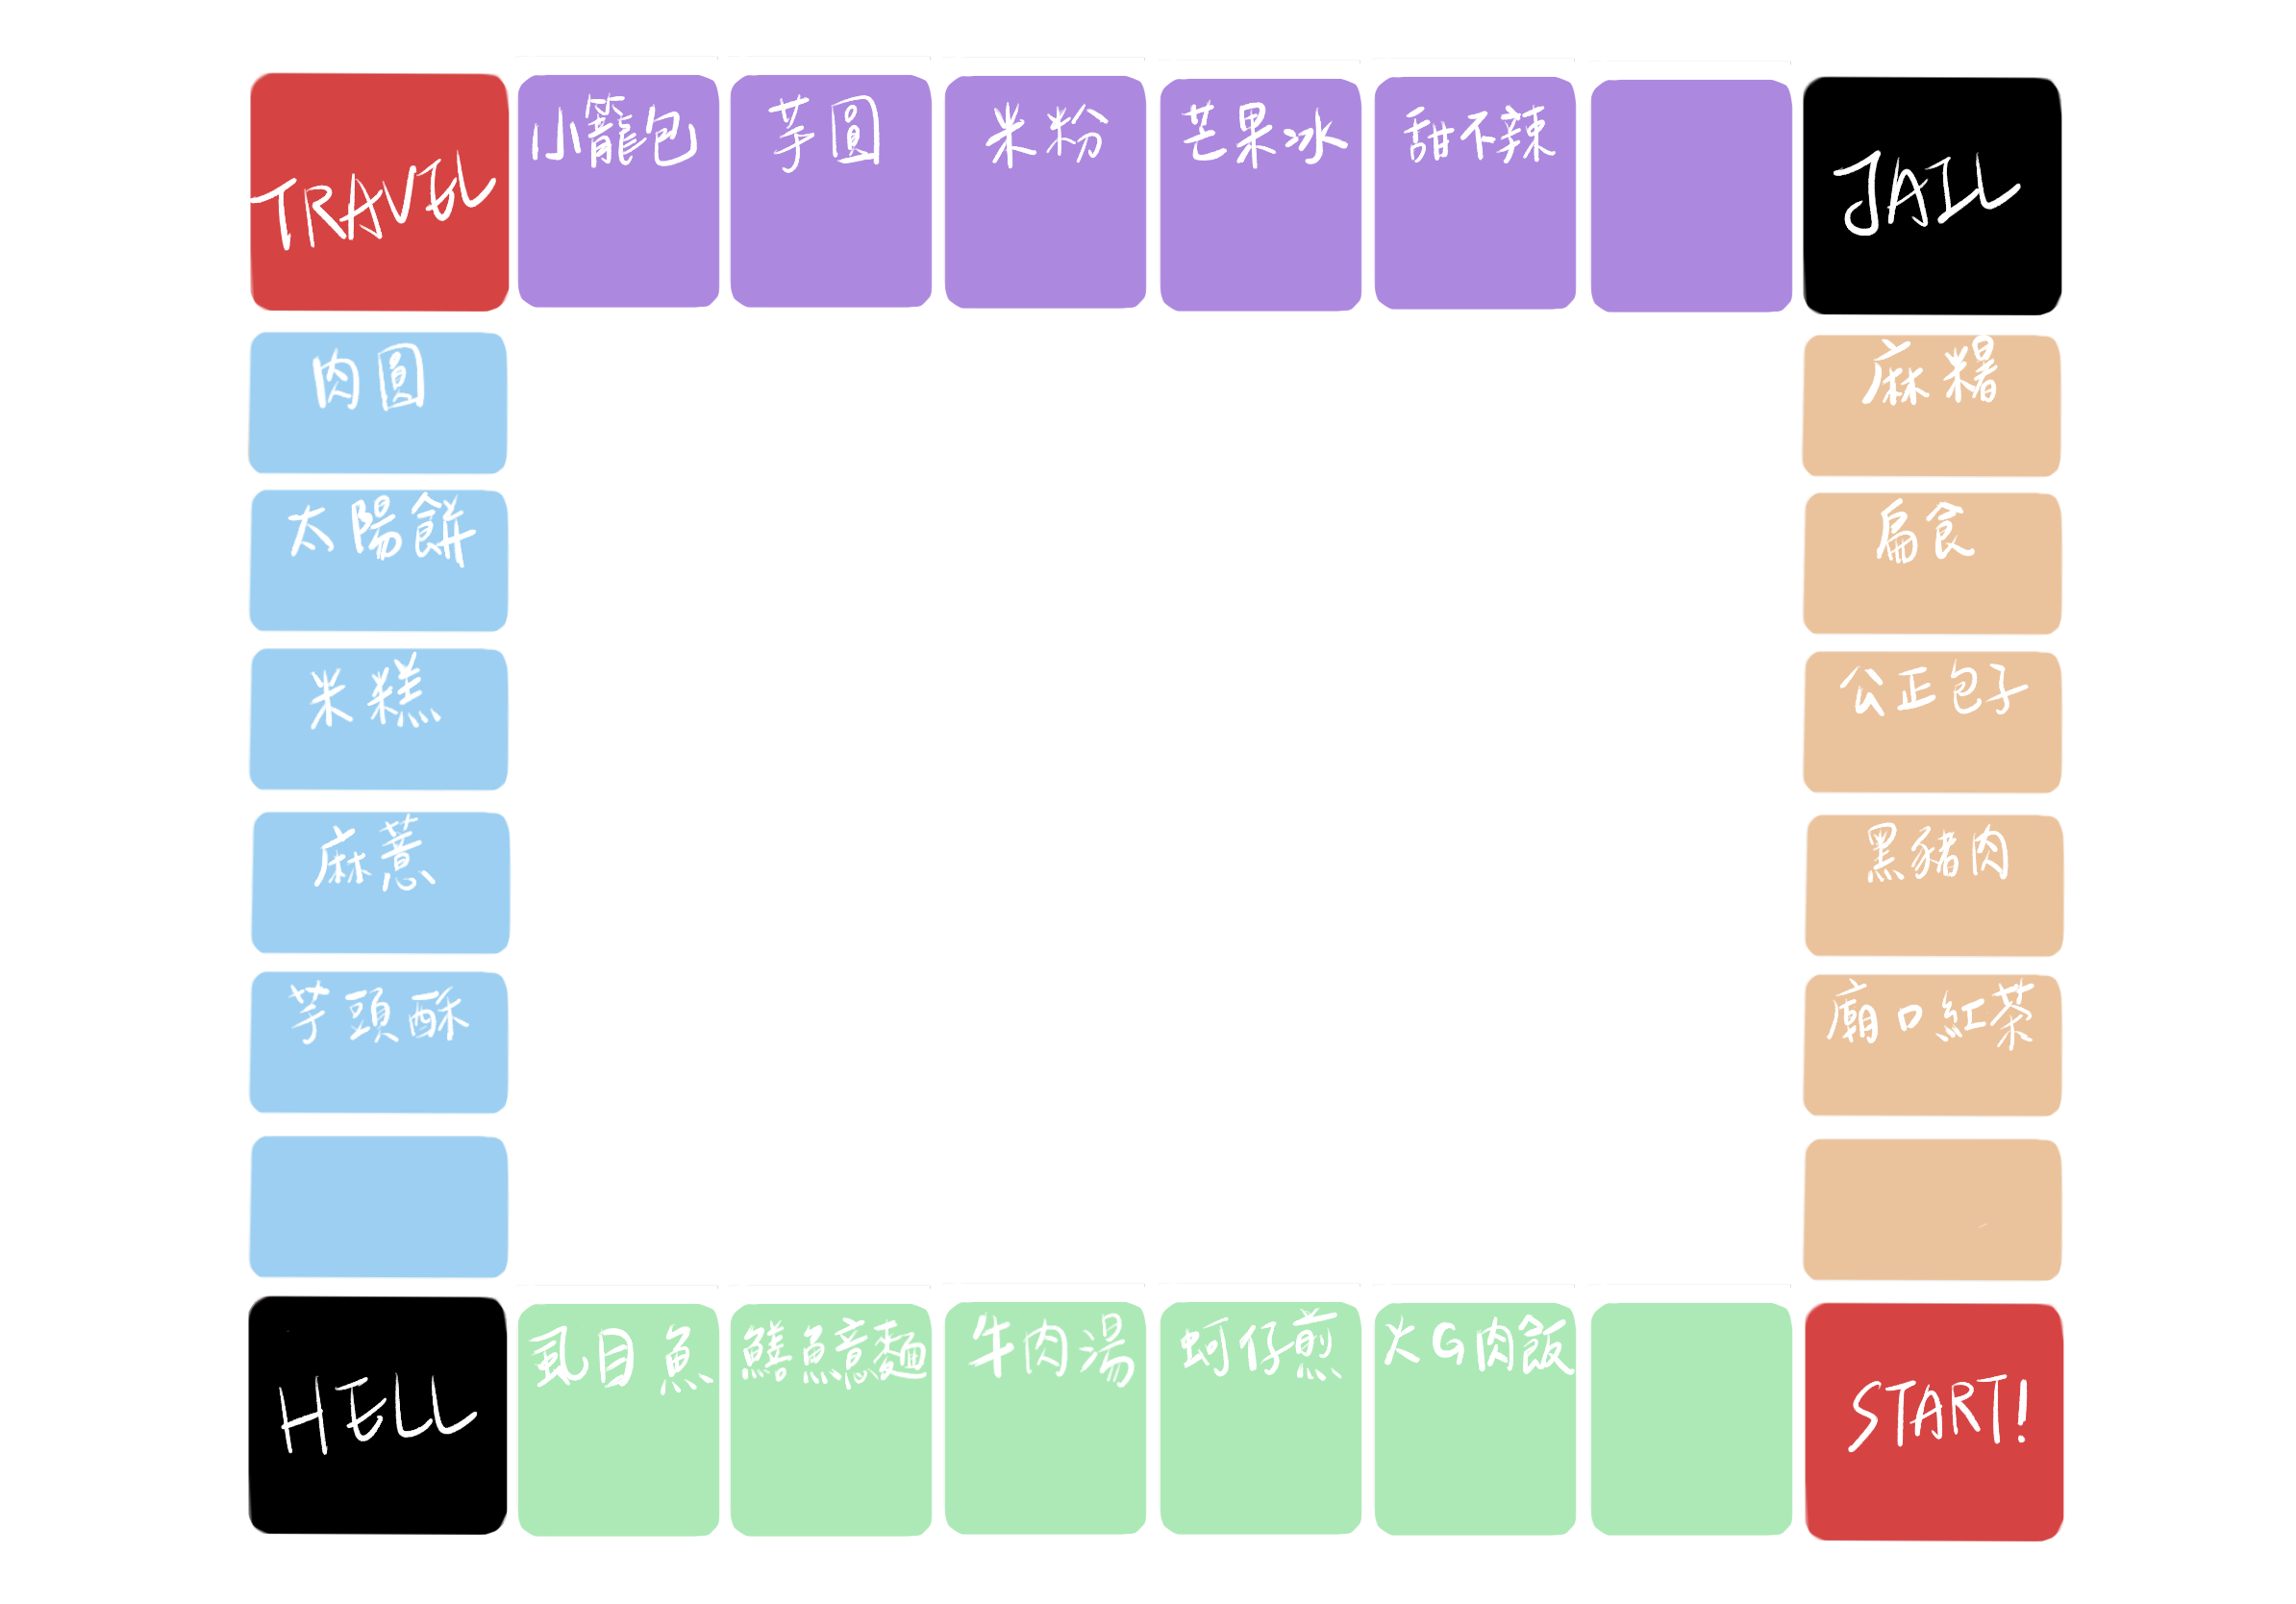 TRAVEL
小籠包
芋圓
米粉
芒果冰
甜不辣
JAIL
肉圓
麻糬
太陽餅
扁食
米糕
公正包子
麻薏
黑豬肉
芋頭酥
廟口紅茶
HELL
虱目魚
鱔魚意麵
牛肉湯
蚵仔煎
火G肉飯
START!